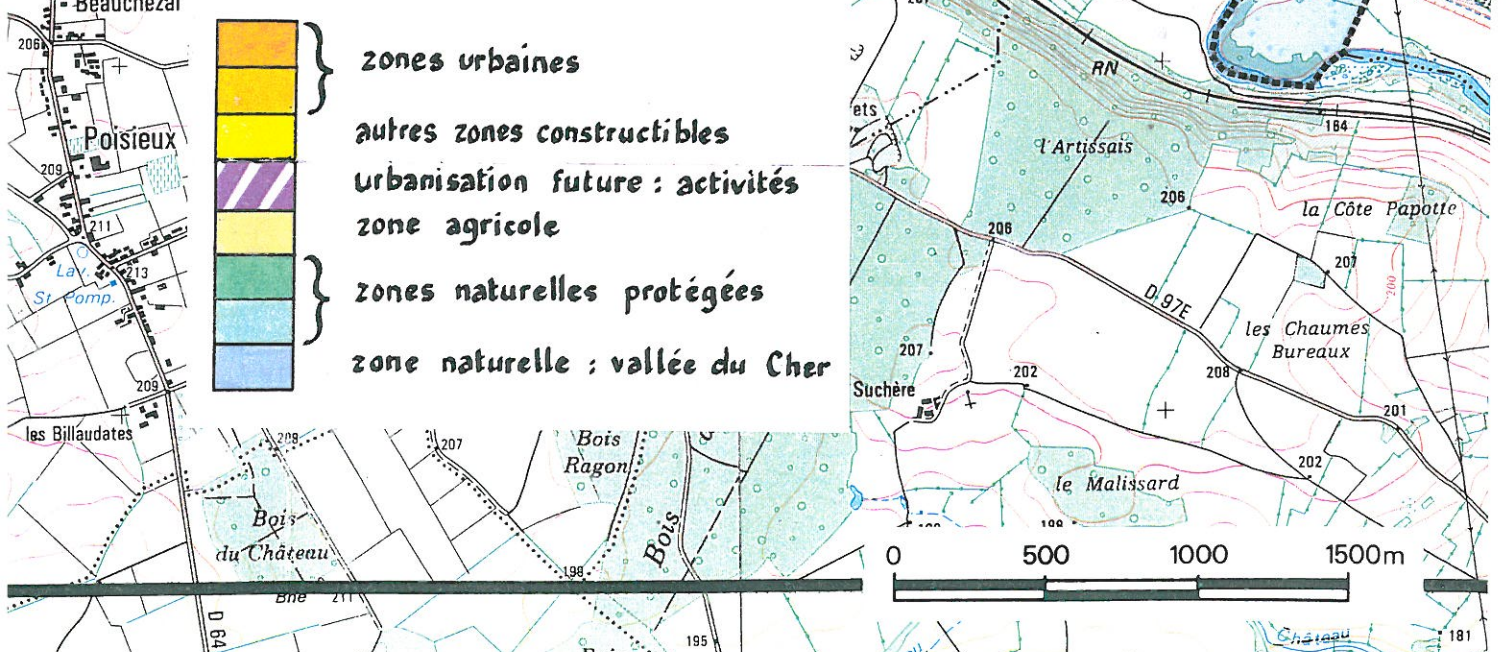 Beauchezal
206
Poisieux
209
211
Lav.
213
St. Pomp.
209
les Billaudates
zones urbaines
autres zones constructibles
urbanisation future : activités
zone agricole
zones naturelles protégées
zone naturelle : vallée du Cher
RN
184
ets
l'Artissais
206
la Côte Papotte
206
207
200
D 97E
les Chaumes
Bureaux
207
208
Suchère
202
201
202
le Malissard
198
208
207
Bois
Ragon
Bois
du Château
Bois
198
211
D 64
195
0 500 1000 1500m
Château
181